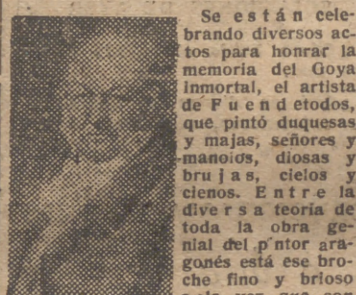 Se están cele-
brando diversos ac-
tos para honrar la
memoria del Goya
inmortal, el artista
de Fuendetodos,
que pintó duquesas
y majas, señores y
manolos, diosas y
brujas, cielos y
cienos. Entre la
diversa teoría de
toda la obra ge-
nial del pintor ara-
gonés está ese bro-
che fino y brioso